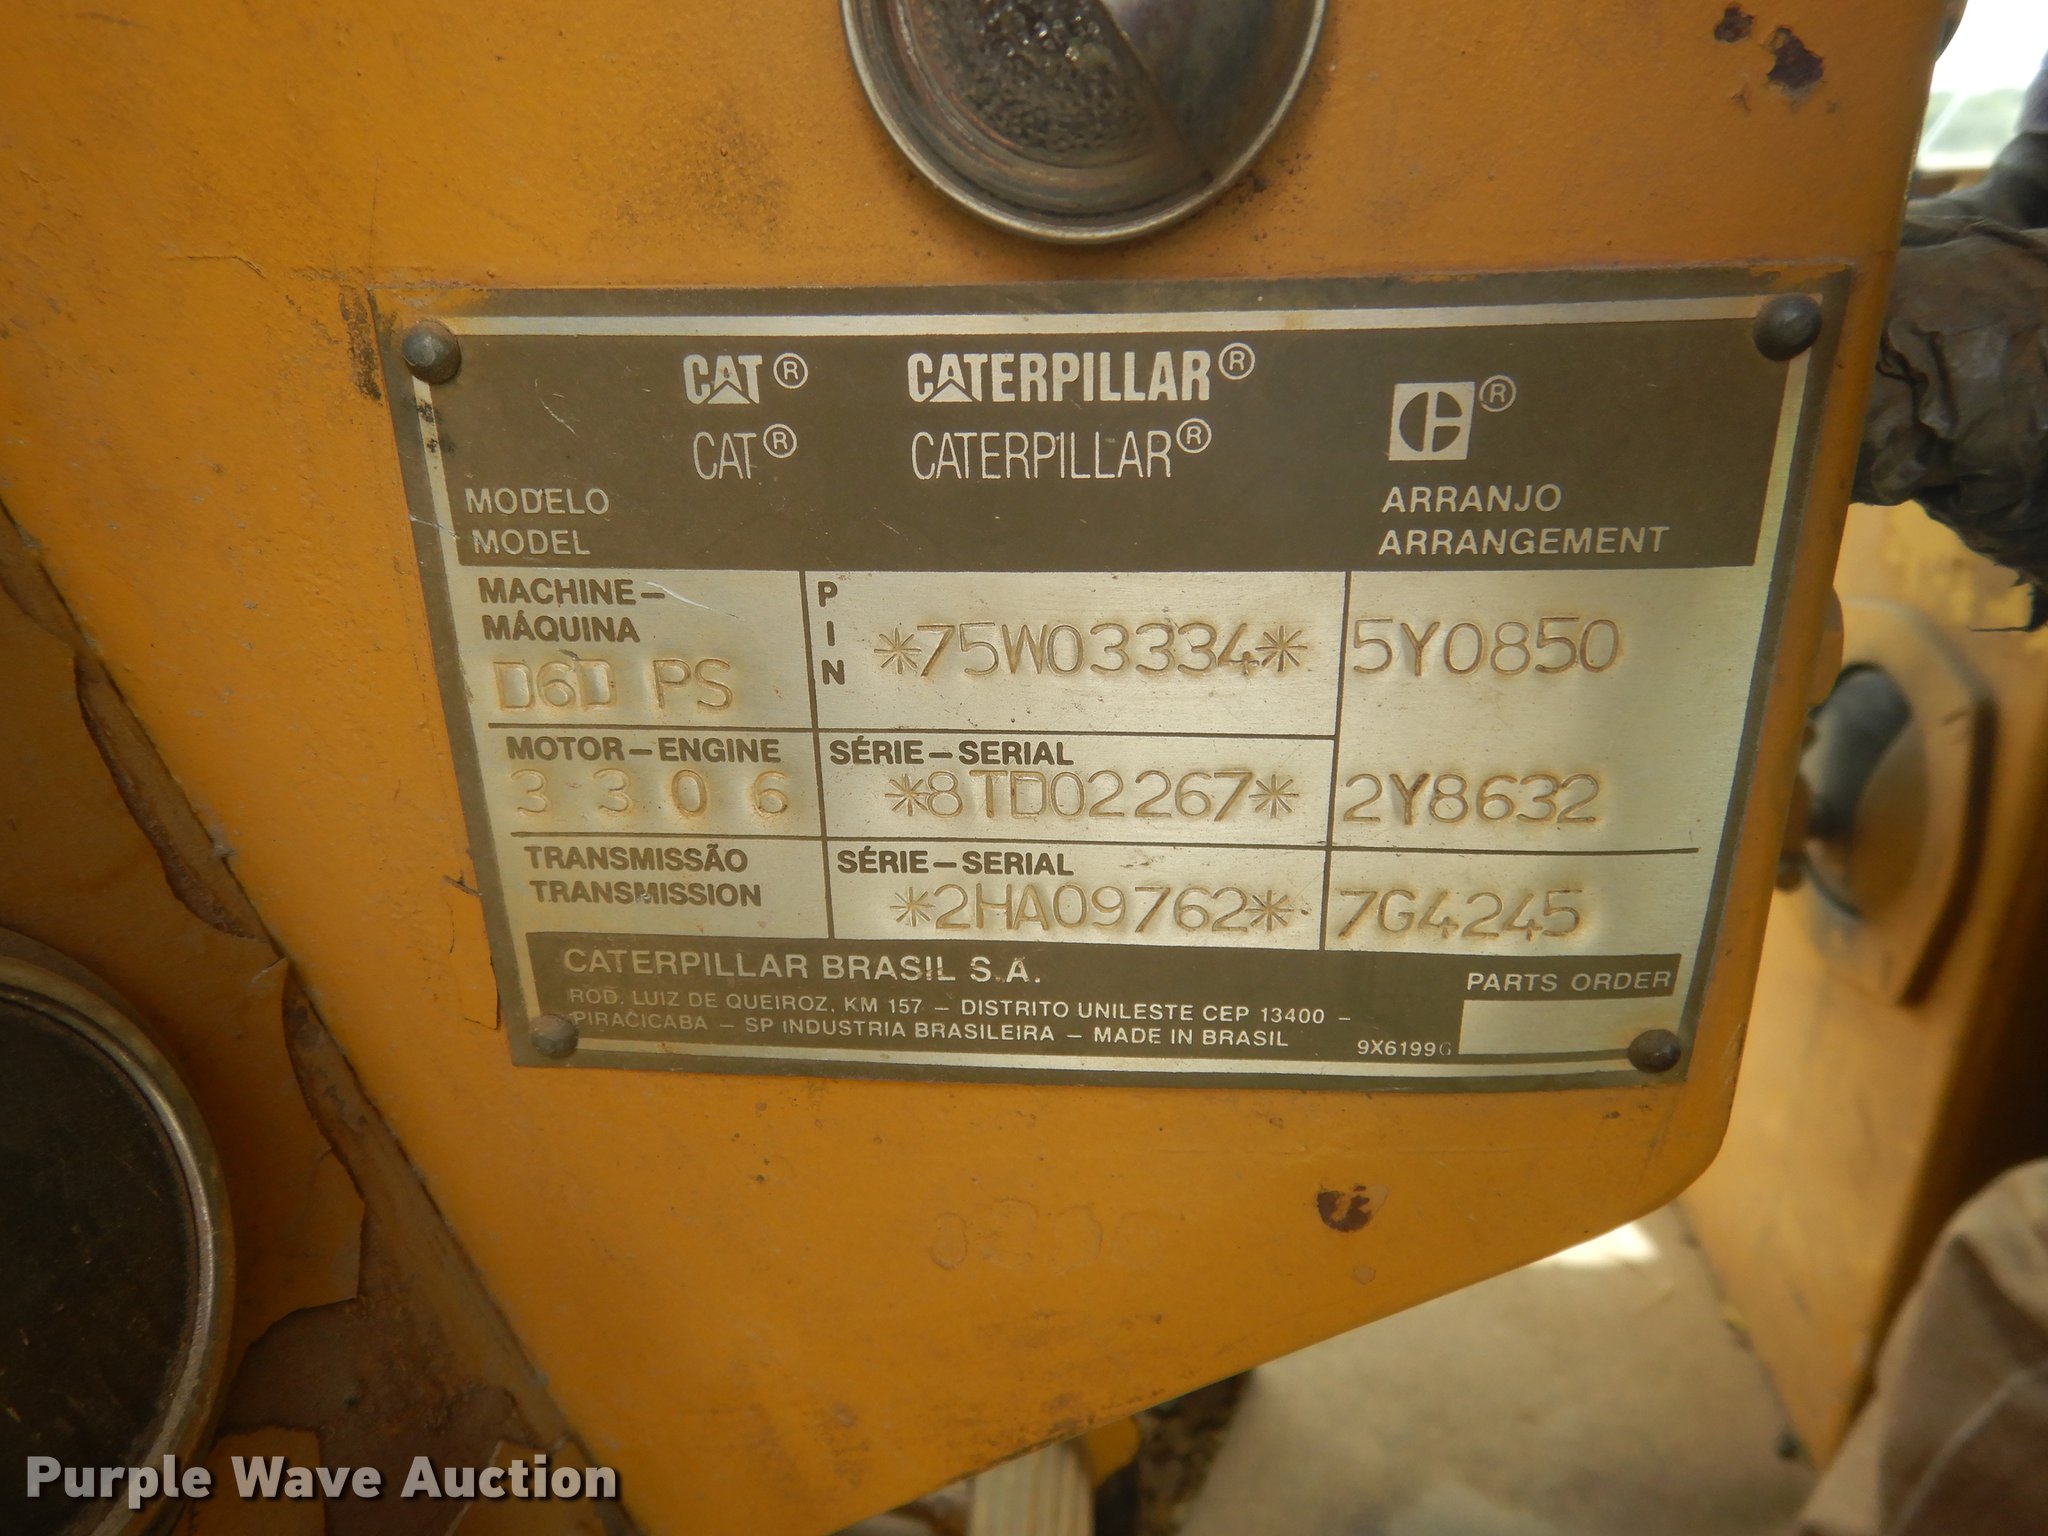 CAT® CATERPILLAR® ®
CAT® CATERPILLAR®
MODELO ARRANJO
MODEL ARRANGEMENT
MACHINE-
MÁQUINA
D6D PS
PIN
*75W03334* 5Y0850
MOTOR-ENGINE SÉRIE-SERIAL
3306 *8TD02267* 2Y8632
TRANSMISSÃO SÉRIE-SERIAL
TRANSMISSION *2HA09762* 7G4245
CATERPILLAR BRASIL S.A.
ROD. LUIZ DE QUEIROZ, KM 157 - DISTRITO UNILESTE CEP 13400 -
PIRACICABA - SP INDUSTRIA BRASILEIRA - MADE IN BRASIL
PARTS ORDER
9X6199G
Purple Wave Auction